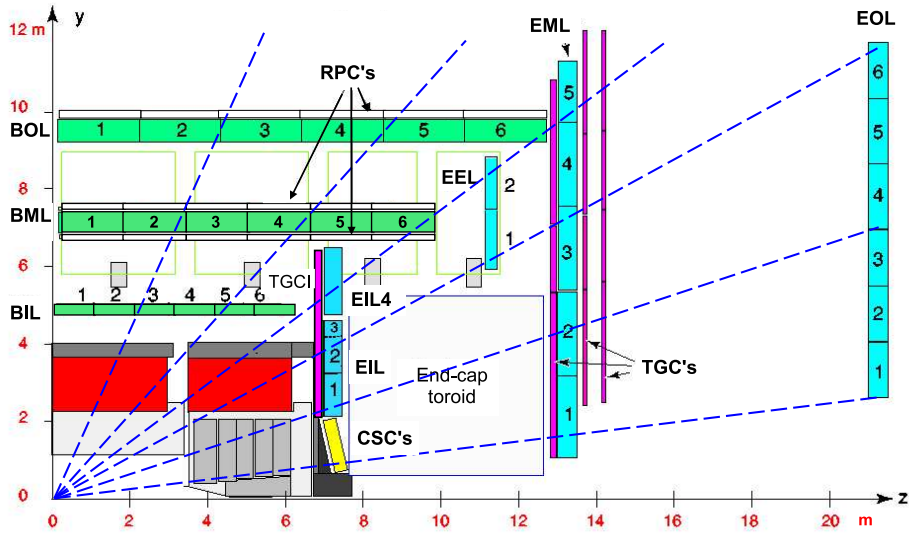 12 m
y
EML
EOL
RPC's
6
5
10
BOL
1 2 3 4 5 6
5
4
8
EEL
2
4
BML
1 2 3 4 5 6
1
3
3
6
TGCI
EIL4
2
1 2 3 4 5 6
BIL
3
4
2
EIL
2
TGC's
1
End-cap
toroid
1
1
2
CSC's
0
z
0 2 4 6 8 10 12 14 16 18 20 m